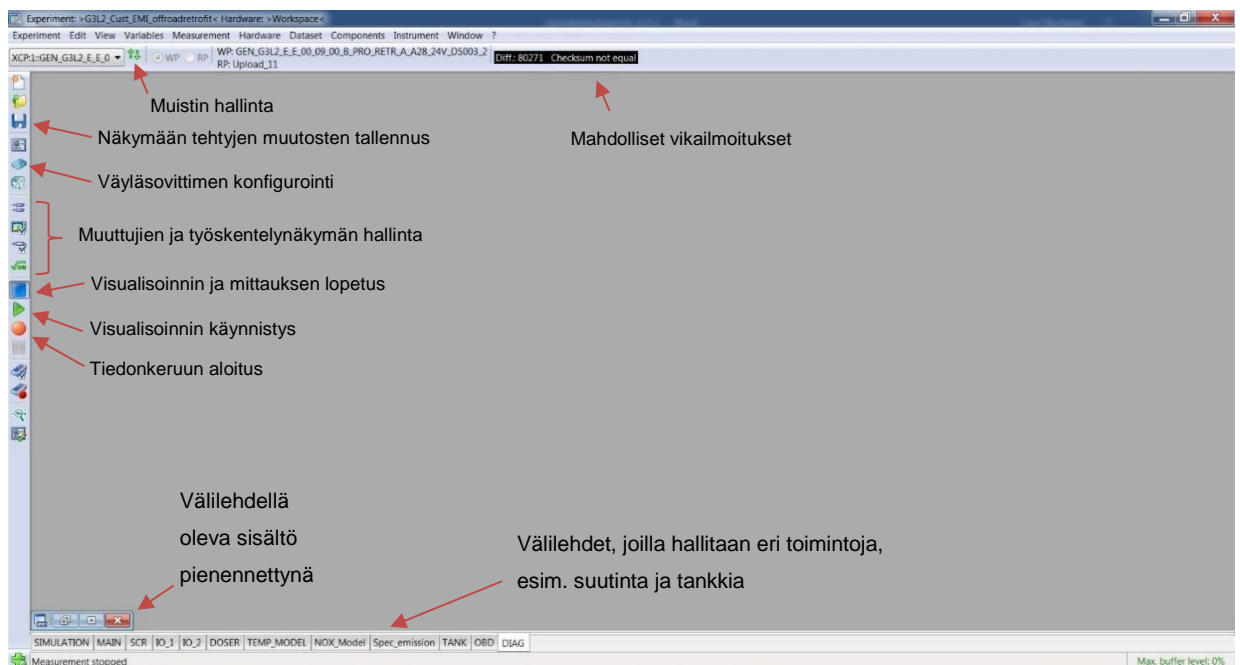 Experiment: >G3L2_Cust_EMI_offroadretrofit< Hardware: >Workspace<
Experiment Edit View Variables Measurement Hardware Dataset Components Instrument Window ?
XCP:1:-GEN_G3L2_E_E_0 WP RP WP: GEN_G3L2_E_E_00_09_00_B_PRO_RETR_A_A28_24V_DS003_2 Diff.: 80271 Checksum not equal
RP: Upload_11
Muistin hallinta
Näkymään tehtyjen muutosten tallennus
Mahdolliset vikailmoitukset
Väyläsovittimen konfigurointi
Muuttujien ja työskentelynäkymän hallinta
Visualisoinnin ja mittauksen lopetus
Visualisoinnin käynnistys
Tiedonkeruun aloitus
Välilehdellä
oleva sisältö
pienennettynä
Välilehdet, joilla hallitaan eri toimintoja,
esim. suutinta ja tankkia
SIMULATION MAIN SCR IO_1 IO_2 DOSER TEMP_MODEL NOX_Model Spec_emission TANK OBD DIAG
Measurement stopped Max. buffer level: 0%